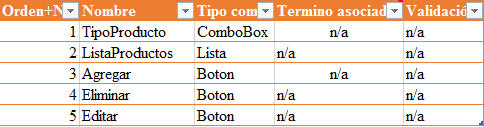 Orden+N Nombre Tipo com Termino asociad Validació
1 TipoProducto ComboBox n/a n/a
2 ListaProductos Lista n/a n/a
3 Agregar Boton n/a n/a
4 Eliminar Boton n/a n/a
5 Editar Boton n/a n/a